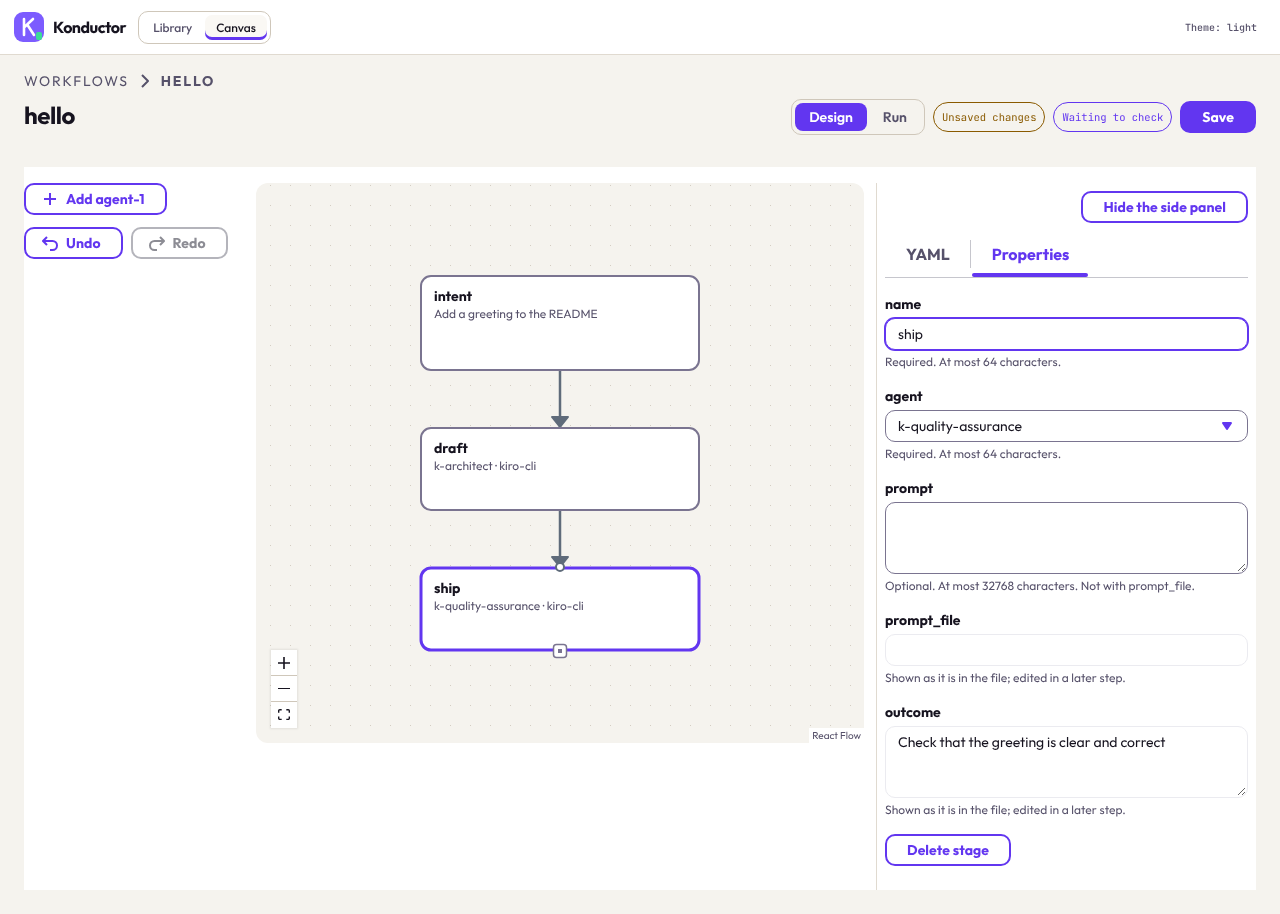 Konductor
Library
Canvas
Theme: light
WORKFLOWS
HELLO
hello
Design
Run
Unsaved changes
Waiting to check
Save
Add agent-1
Undo
Redo
intent
Add a greeting to the README
draft
k-architect · kiro-cli
ship
k-quality-assurance · kiro-cli
React Flow
Hide the side panel
YAML
Properties
name
ship
Required. At most 64 characters.
agent
k-quality-assurance
Required. At most 64 characters.
prompt
Optional. At most 32768 characters. Not with prompt_file.
prompt_file
Shown as it is in the file; edited in a later step.
outcome
Check that the greeting is clear and correct
Shown as it is in the file; edited in a later step.
Delete stage